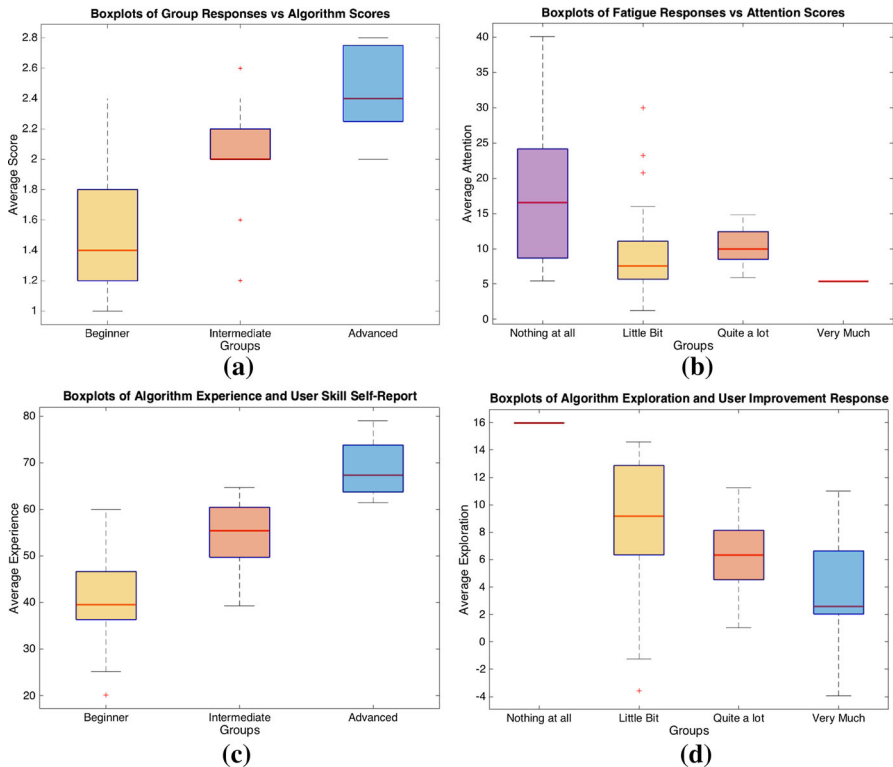 Boxplots of Group Responses vs Algorithm Scores
2.8
2.6
2.4
2.2
2
1.8
1.6
1.4
1.2
1
Average Score
Beginner Intermediate Advanced
Groups
(a)
Boxplots of Fatigue Responses vs Attention Scores
40
35
30
25
20
15
10
5
0
Average Attention
Nothing at all Little Bit Quite a lot Very Much
Groups
(b)
Boxplots of Algorithm Experience and User Skill Self-Report
80
70
60
50
40
30
20
Average Experience
Beginner Intermediate Advanced
Groups
(c)
Boxplots of Algorithm Exploration and User Improvement Response
16
14
12
10
8
6
4
2
0
-2
-4
Average Exploration
Nothing at all Little Bit Quite a lot Very Much
Groups
(d)